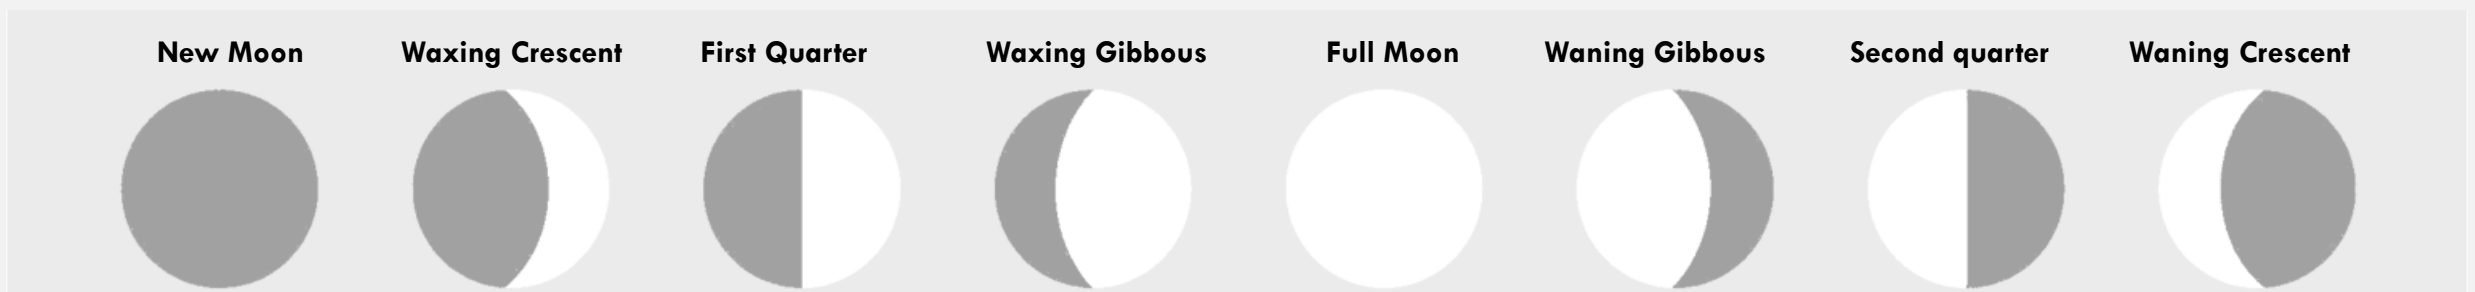 New Moon Waxing Crescent First Quarter Waxing Gibbous Full Moon Waning Gibbous Second quarter Waning Crescent